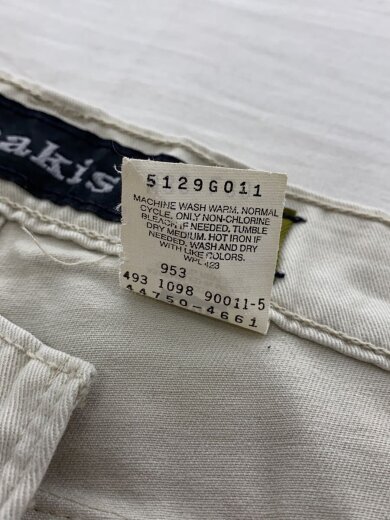 akis
5129G011
MACHINE WASH WARM, NORMAL
CYCLE. ONLY NON-CHLORINE
BLEACH IF NEEDED, TUMBLE
DRY MEDIUM. HOT IRON IF
NEEDED. WASH AND DRY
WITH LIKE COLORS.
WPL 423
953
493 1098 90011-5
44750-4661